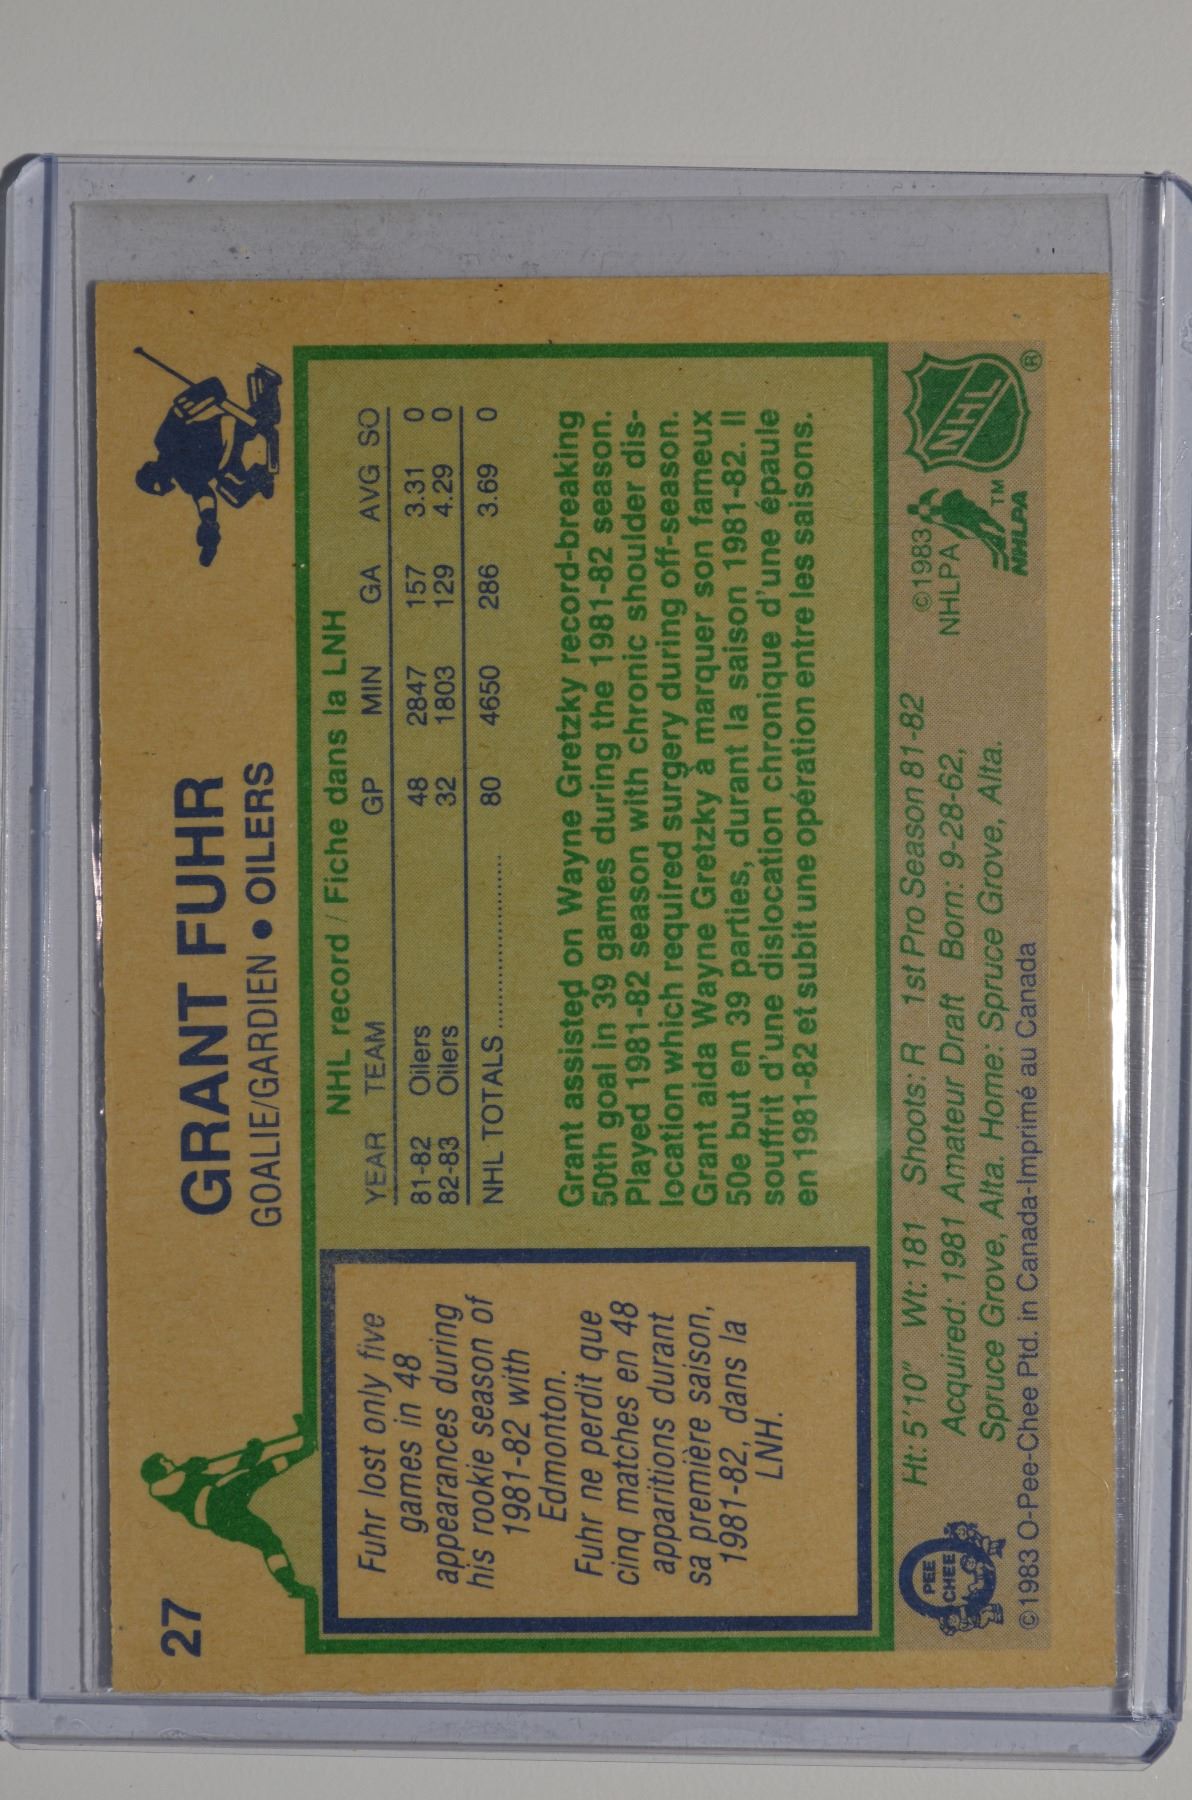 27
GRANT FUHR
GOALIE/GARDIEN • OILERS
NHL record / Fiche dans la LNH
YEAR TEAM GP MIN GA AVG SO
81-82 Oilers 48 2847 157 3.31 0
82-83 Oilers 32 1803 129 4.29 0
NHL TOTALS .................... 80 4650 286 3.69 0
Fuhr lost only five
games in 48
appearances during
his rookie season of
1981-82 with
Edmonton.
Fuhr ne perdit que
cinq matches en 48
apparitions durant
sa première saison,
1981-82, dans la
LNH.
Grant assisted on Wayne Gretzky record-breaking
50th goal in 39 games during the 1981-82 season.
Played 1981-82 season with chronic shoulder dis-
location which required surgery during off-season.
Grant aida Wayne Gretzky à marquer son fameux
50e but en 39 parties, durant la saison 1981-82. Il
souffrit d'une dislocation chronique d'une épaule
en 1981-82 et subit une opération entre les saisons.
Ht: 5'10" Wt: 181 Shoots: R 1st Pro Season 81-82
Acquired: 1981 Amateur Draft Born: 9-28-62,
Spruce Grove, Alta. Home: Spruce Grove, Alta.
©1983 O-Pee-Chee Ptd. in Canada-Imprimé au Canada
O
PEE
CHEE
©1983
NHLPA
NHLPA
TM
NHL
®